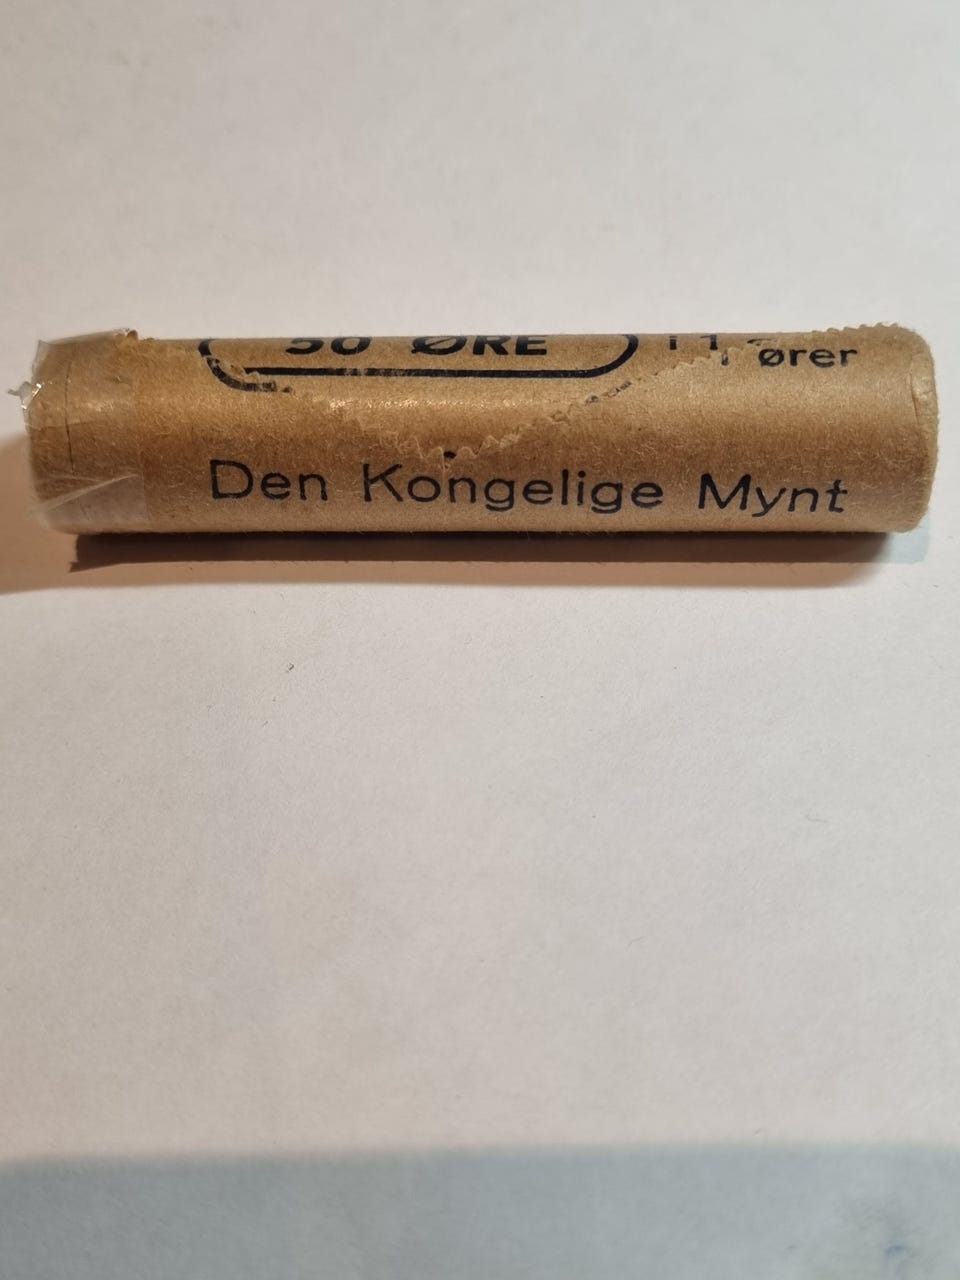 50 ØRE
ører
Den Kongelige Mynt